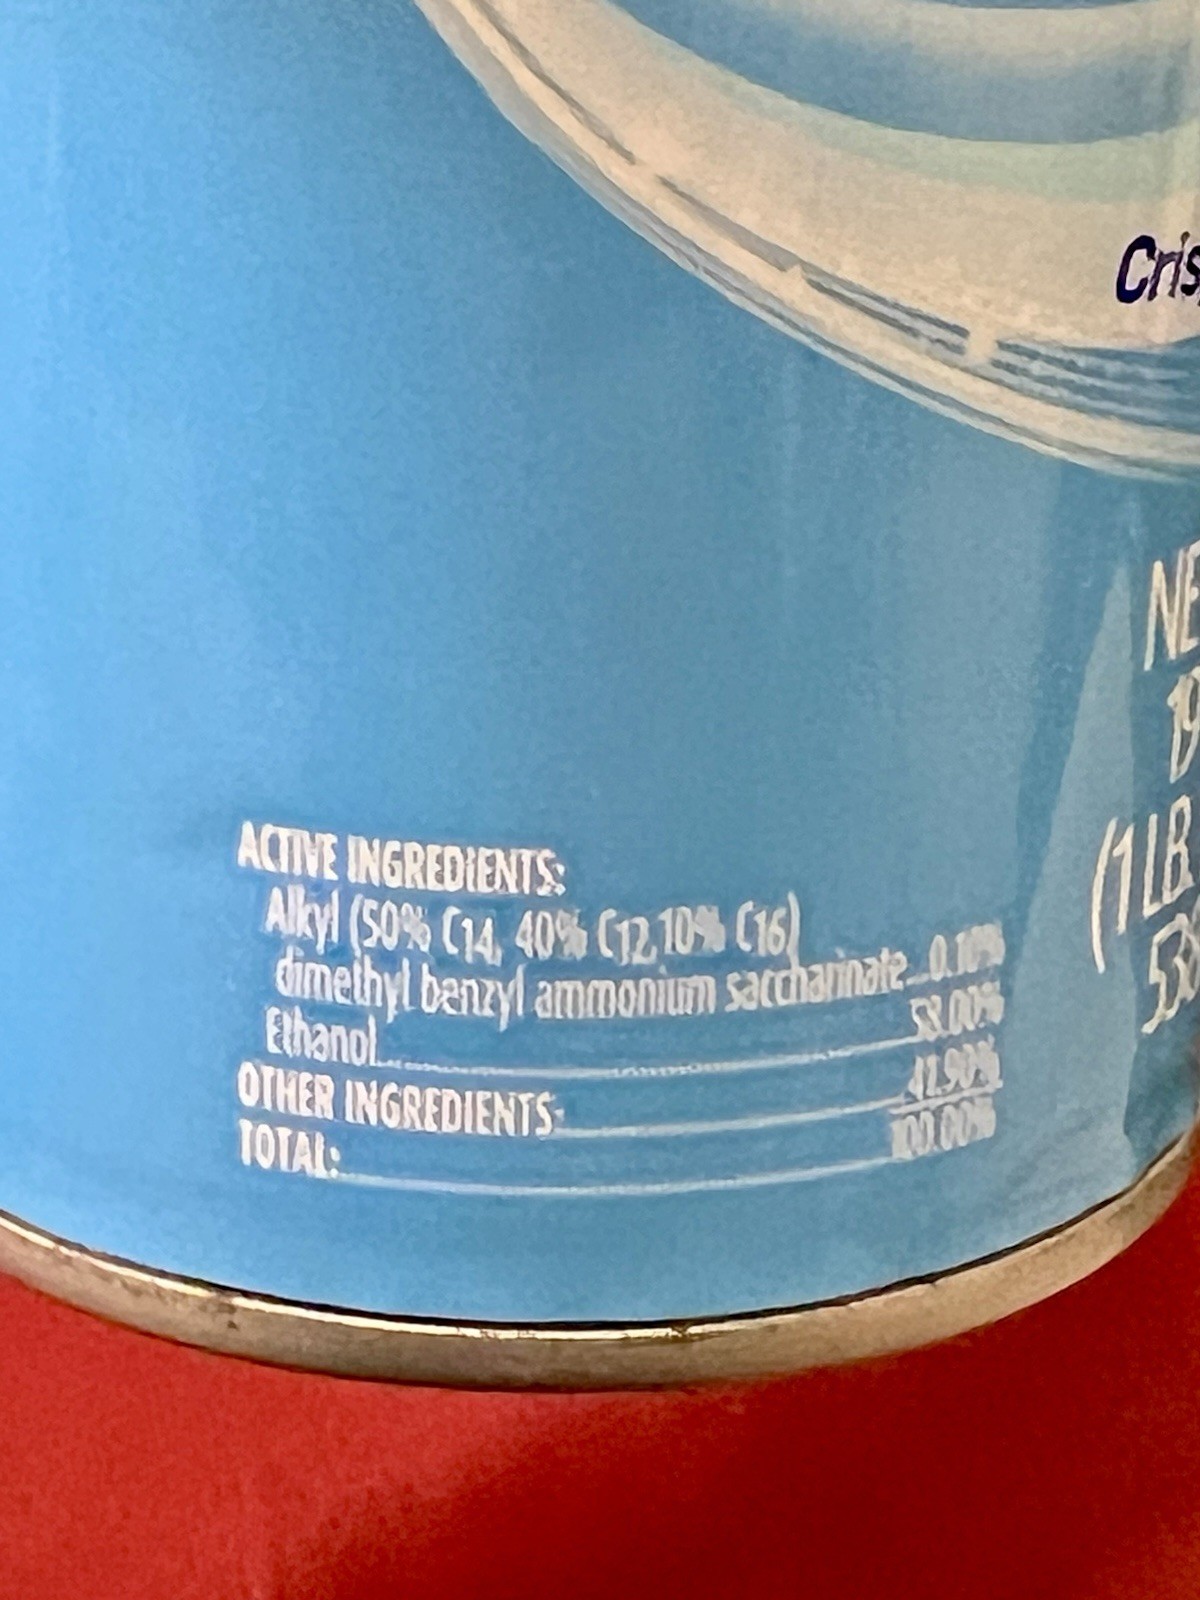 Cris
NE
19
(1 LB.
538
ACTIVE INGREDIENTS:
Alkyl (50% C14, 40% C12, 10% C16)
dimethyl benzyl ammonium saccharinate...0.10%
Ethanol 58.00%
OTHER INGREDIENTS: 41.90%
TOTAL: 100.00%